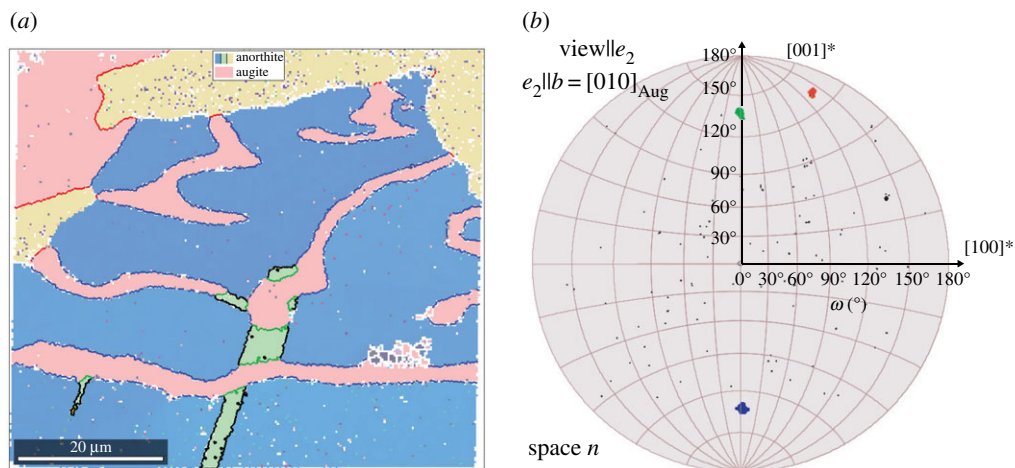 (a)
anorthite
augite
20 µm
(b)
view||e2
e2||b = [010]Aug
[001]*
180°
150°
120°
90°
60°
30°
[100]*
0° 30° 60° 90° 120° 150° 180°
ω (°)
space n